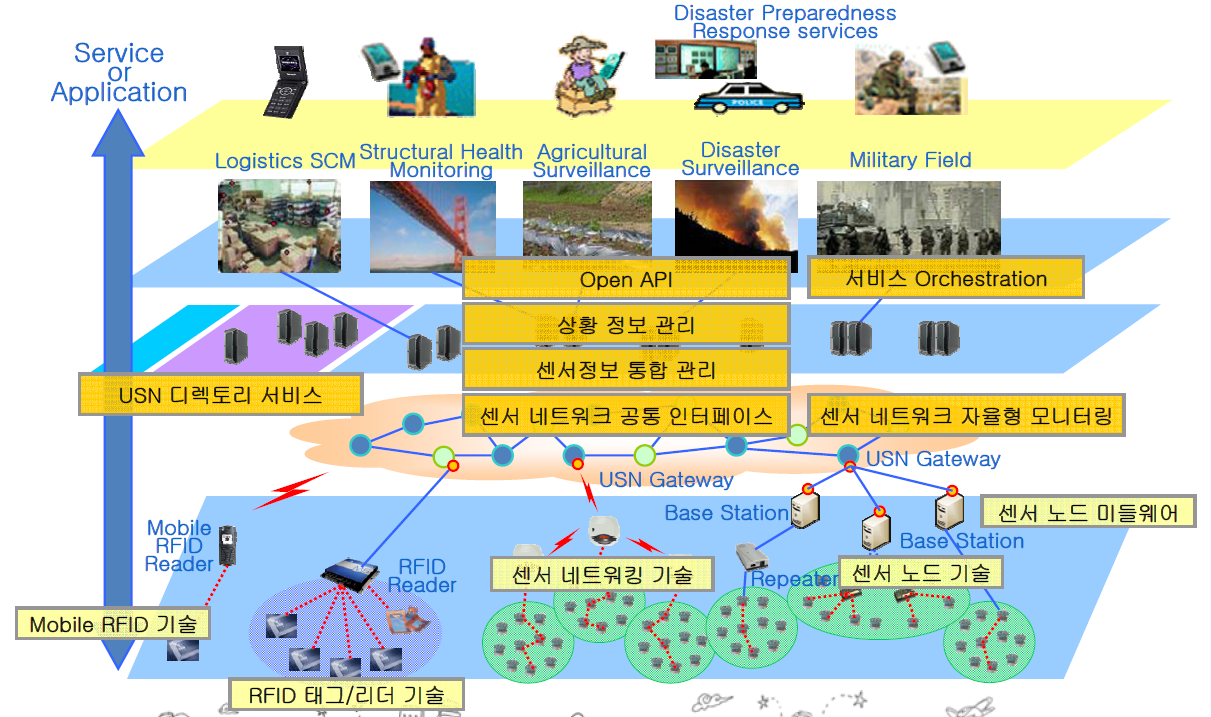 Disaster Preparedness
Response services
Service
or
Application
POLICE
Logistics SCM
Structural Health
Monitoring
Agricultural
Surveillance
Disaster
Surveillance
Military Field
Open API
서비스 Orchestration
상황 정보 관리
센서정보 통합 관리
USN 디렉토리 서비스
센서 네트워크 공통 인터페이스
센서 네트워크 자율형 모니터링
USN Gateway
USN Gateway
Base Station
센서 노드 미들웨어
Mobile
RFID
Reader
Base Station
RFID
Reader
센서 네트워킹 기술
Repeater
센서 노드 기술
Mobile RFID 기술
RFID 태그/리더 기술